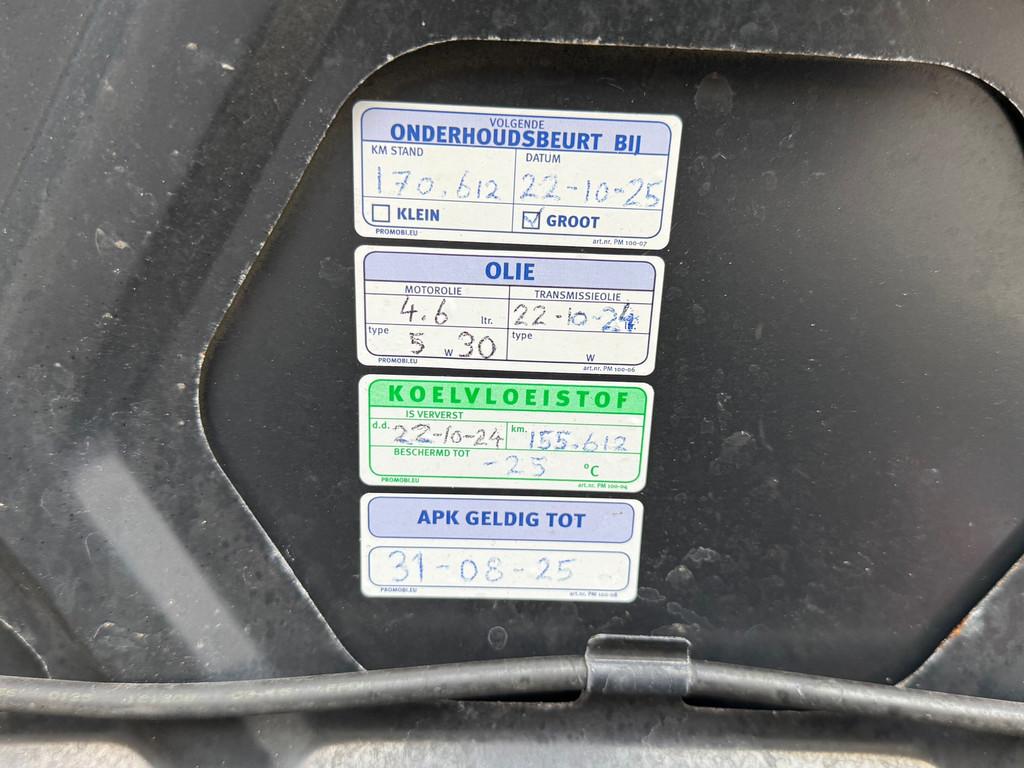 VOLGENDE
ONDERHOUDSBEURT BIJ
KM STAND DATUM
170.612 22-10-25
KLEIN GROOT
PROMOBI.EU art.nr. PM 100-07
OLIE
MOTOROLIE TRANSMISSIEOLIE
4.6 ltr. 22-10-24 ltr.
type 5 W 30 type W
PROMOBI.EU art.nr. PM 100-06
KOELVLOEISTOF
IS VERVERST
d.d. 22-10-24 km. 155.612
BESCHERMD TOT
-25 °C
PROMOBI.EU art.nr. PM 100-04
APK GELDIG TOT
31-08-25
PROMOBI.EU art.nr. PM 100-08